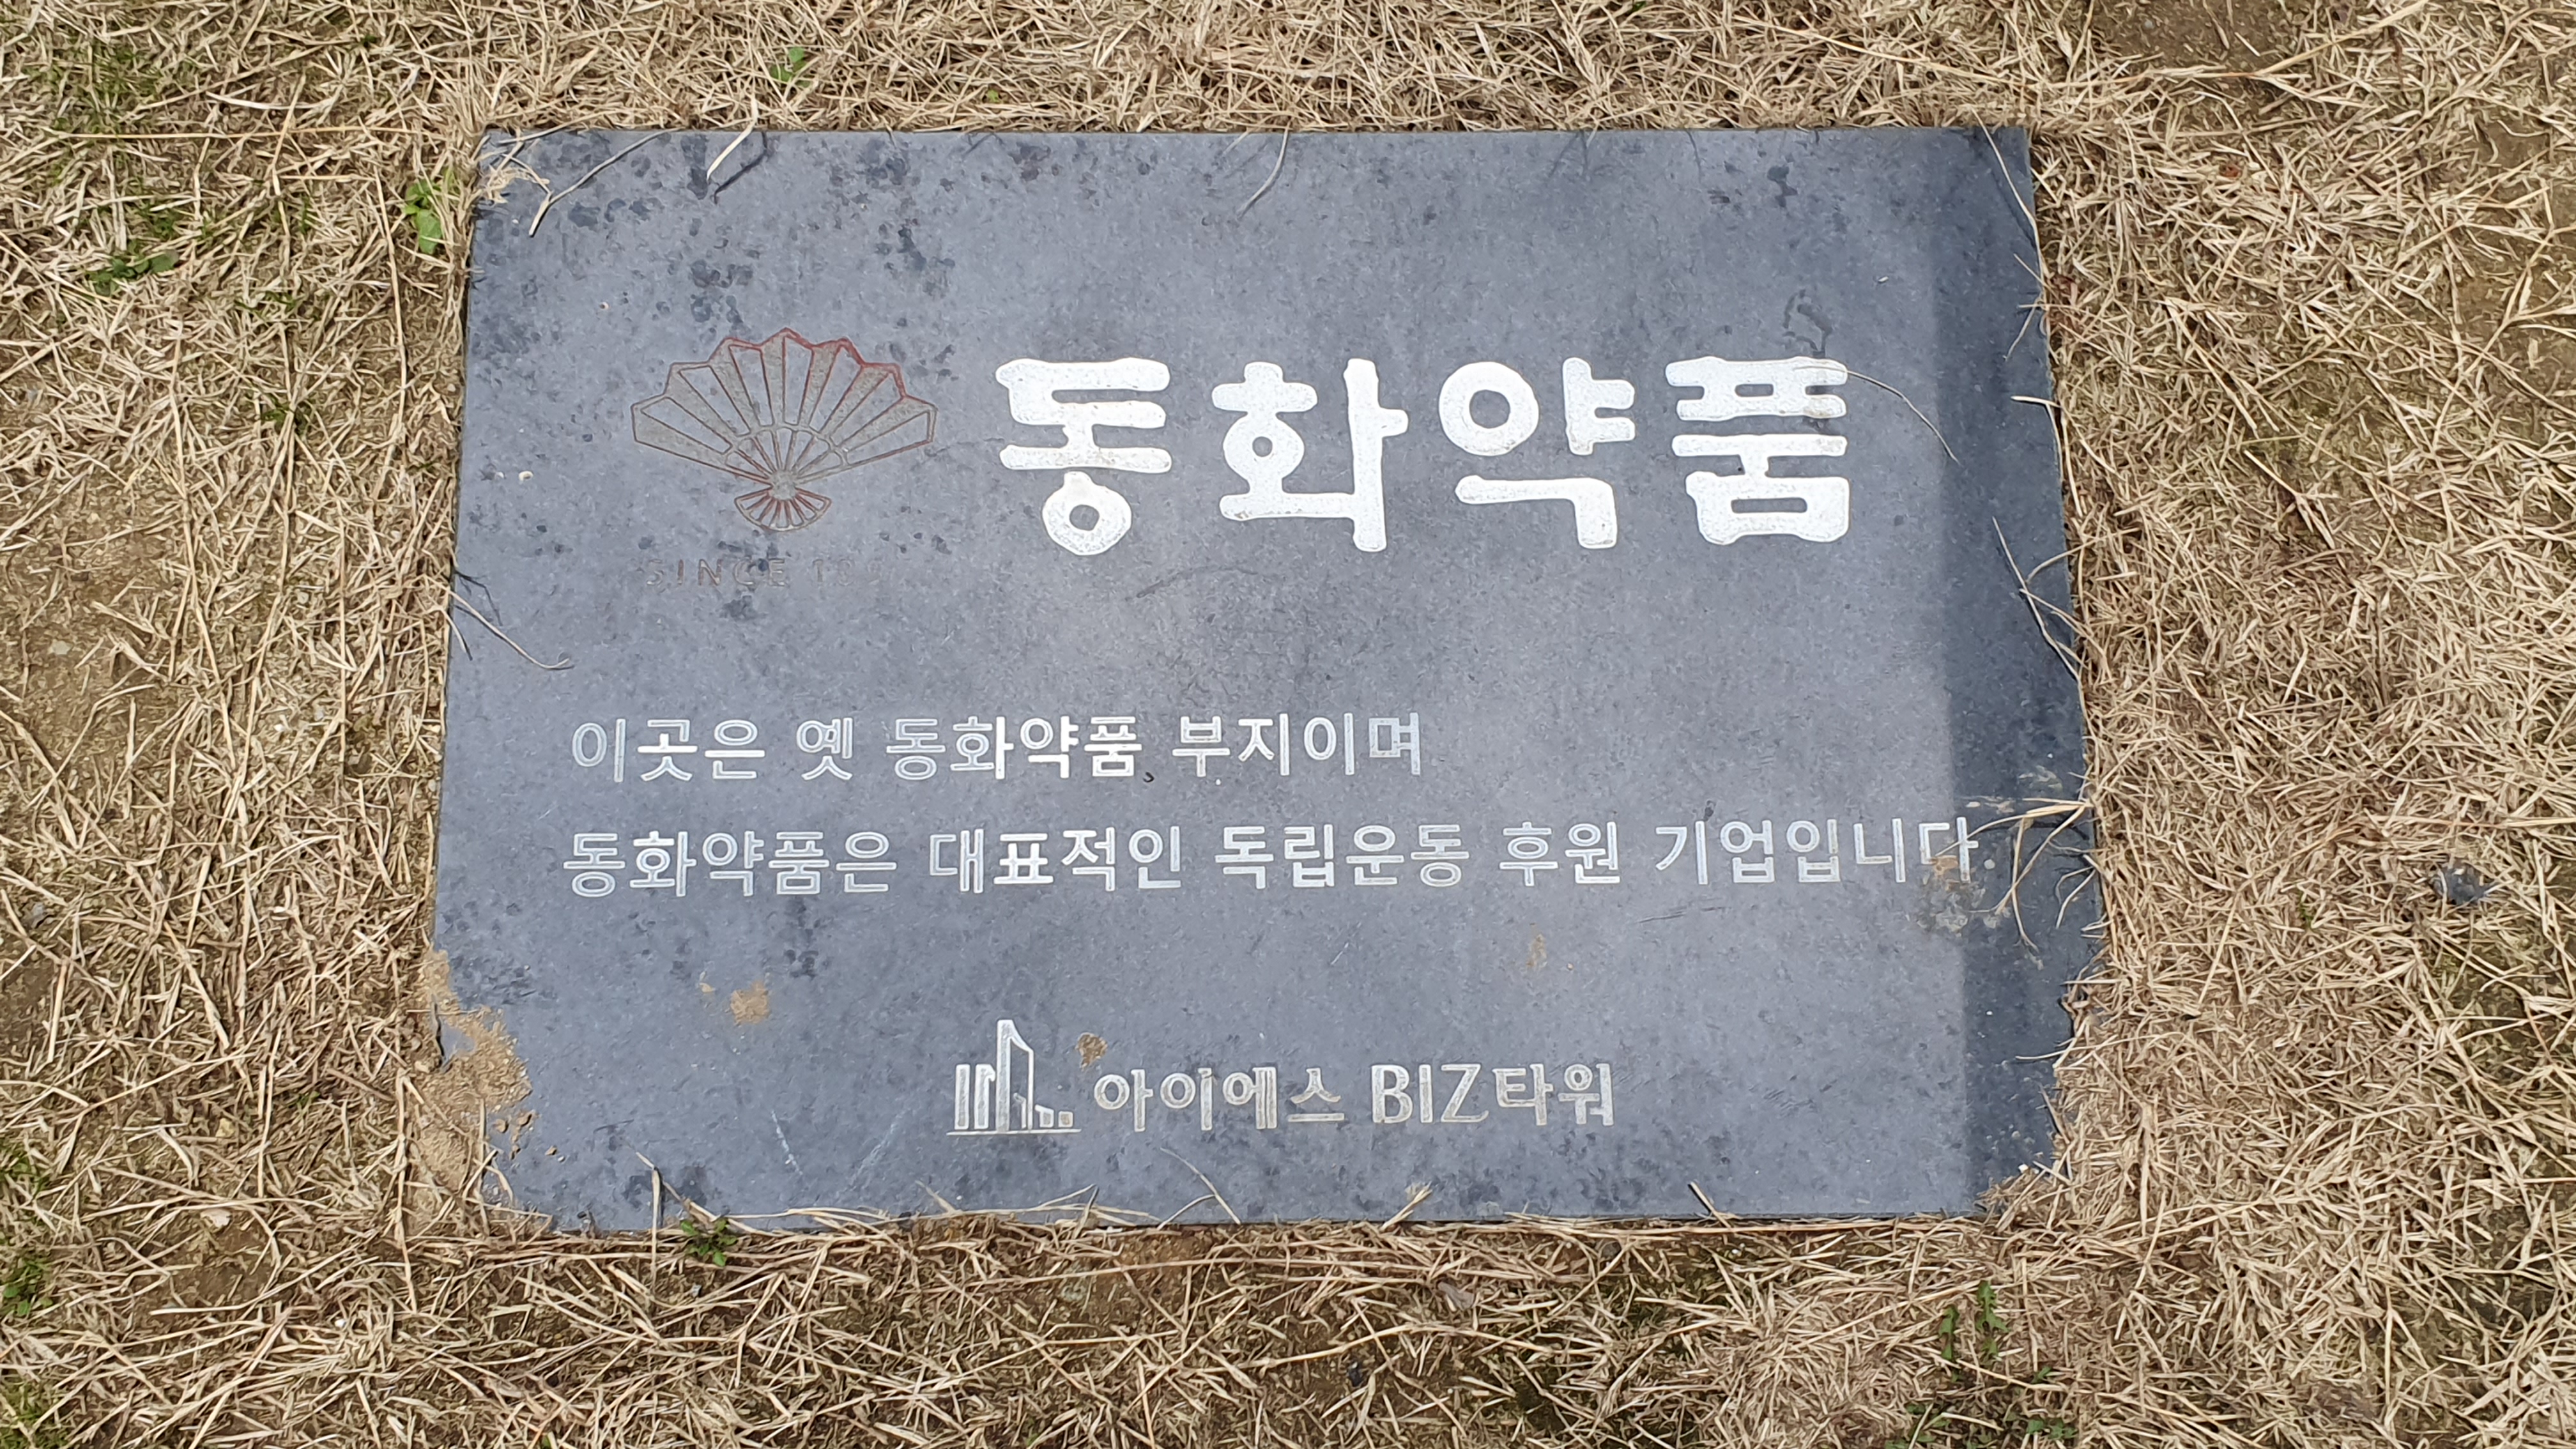 동화약품
SINCE
이곳은 옛 동화약품 부지이며
동화약품은 대표적인 독립운동 후원 기업입니다.
아이에스 BIZ타워